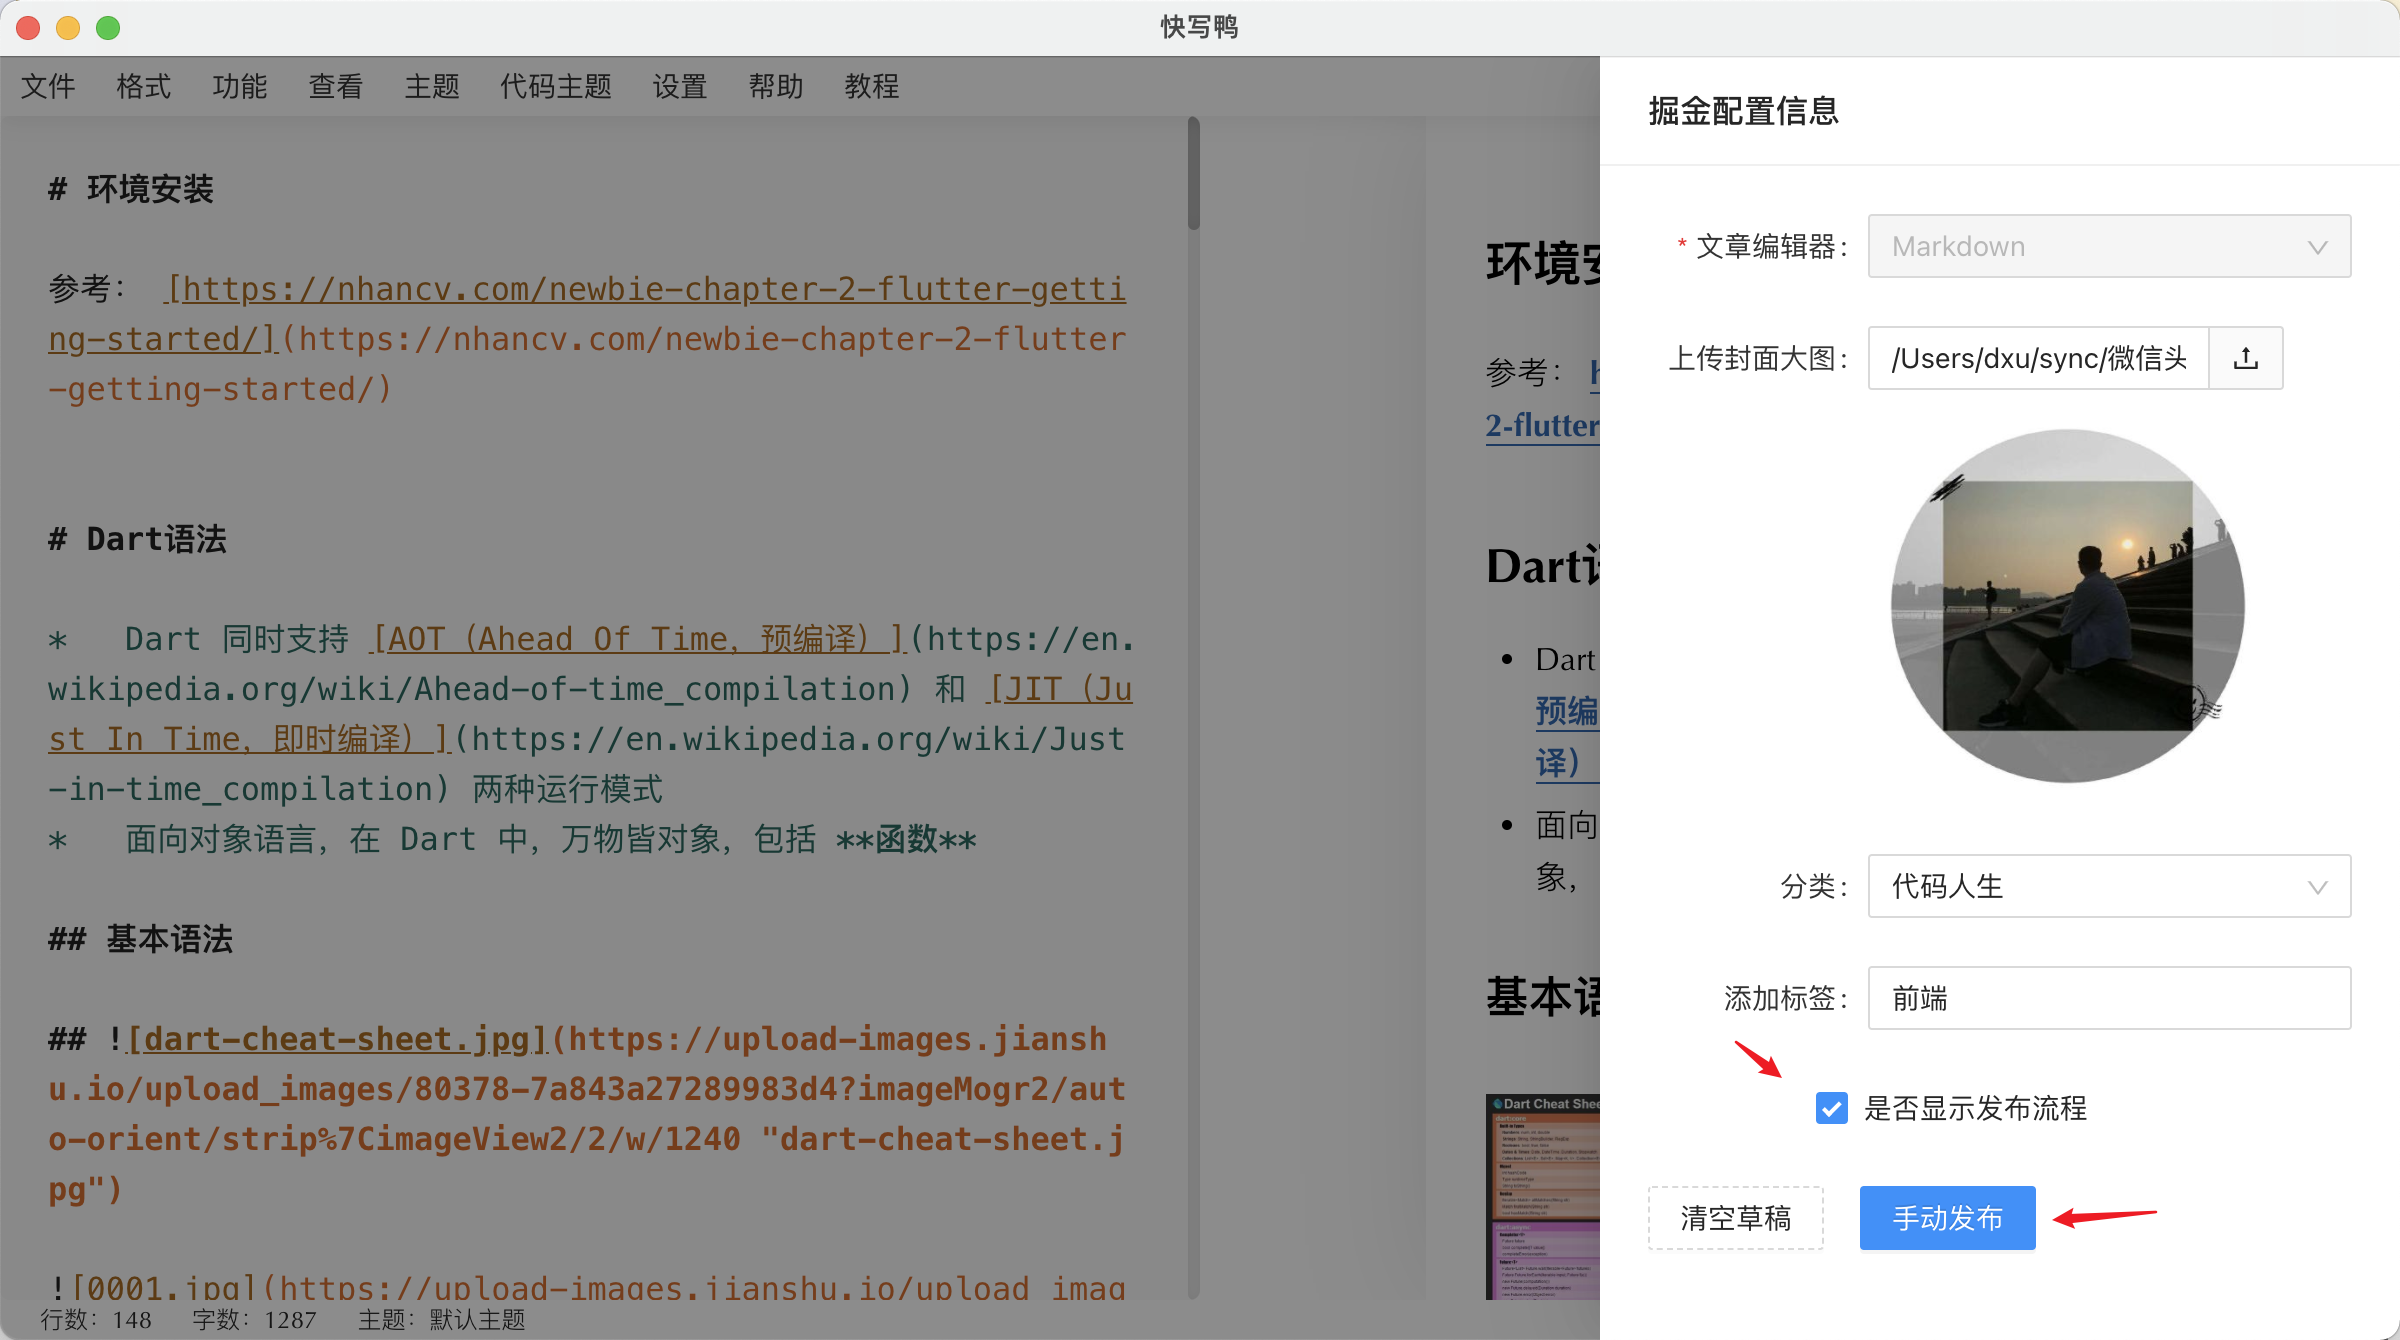 快写鸭
文件 格式 功能 查看 主题 代码主题 设置 帮助 教程
# 环境安装
参考： [https://nhancv.com/newbie-chapter-2-flutter-getti
ng-started/](https://nhancv.com/newbie-chapter-2-flutter
-getting-started/)
# Dart语法
* Dart 同时支持 [AOT（Ahead Of Time，预编译）](https://en.
wikipedia.org/wiki/Ahead-of-time_compilation) 和 [JIT（Ju
st In Time，即时编译）](https://en.wikipedia.org/wiki/Just
-in-time_compilation) 两种运行模式
* 面向对象语言，在 Dart 中，万物皆对象，包括 **函数**
## 基本语法
## ![dart-cheat-sheet.jpg](https://upload-images.jiansh
u.io/upload_images/80378-7a843a27289983d4?imageMogr2/aut
o-orient/strip%7CimageView2/2/w/1240 "dart-cheat-sheet.j
pg")
![0001.jpg](https://upload-images.jianshu.io/upload_imag
行数：148 字数：1287 主题：默认主题
环境安
参考： h
2-flutter
Dart语
• Dart
预编
译）
• 面向
象，
基本语
Dart Cheat Shee
掘金配置信息
* 文章编辑器： Markdown
上传封面大图： /Users/dxu/sync/微信头
分类： 代码人生
添加标签： 前端
是否显示发布流程
清空草稿 手动发布